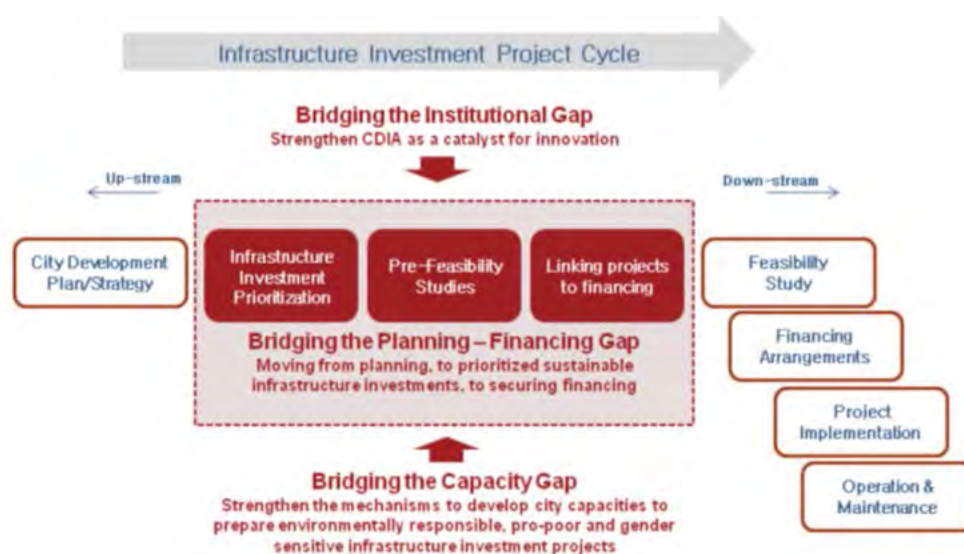 Infrastructure Investment Project Cycle
Bridging the Institutional Gap
Strengthen CDIA as a catalyst for innovation
Up-stream
Down-stream
City Development
Plan/Strategy
Infrastructure
Investment
Prioritization
Pre-Feasibility
Studies
Linking projects
to financing
Feasibility
Study
Bridging the Planning – Financing Gap
Moving from planning, to prioritized sustainable
infrastructure investments, to securing financing
Financing
Arrangements
Project
Implementation
Operation &
Maintenance
Bridging the Capacity Gap
Strengthen the mechanisms to develop city capacities to
prepare environmentally responsible, pro-poor and gender
sensitive infrastructure investment projects